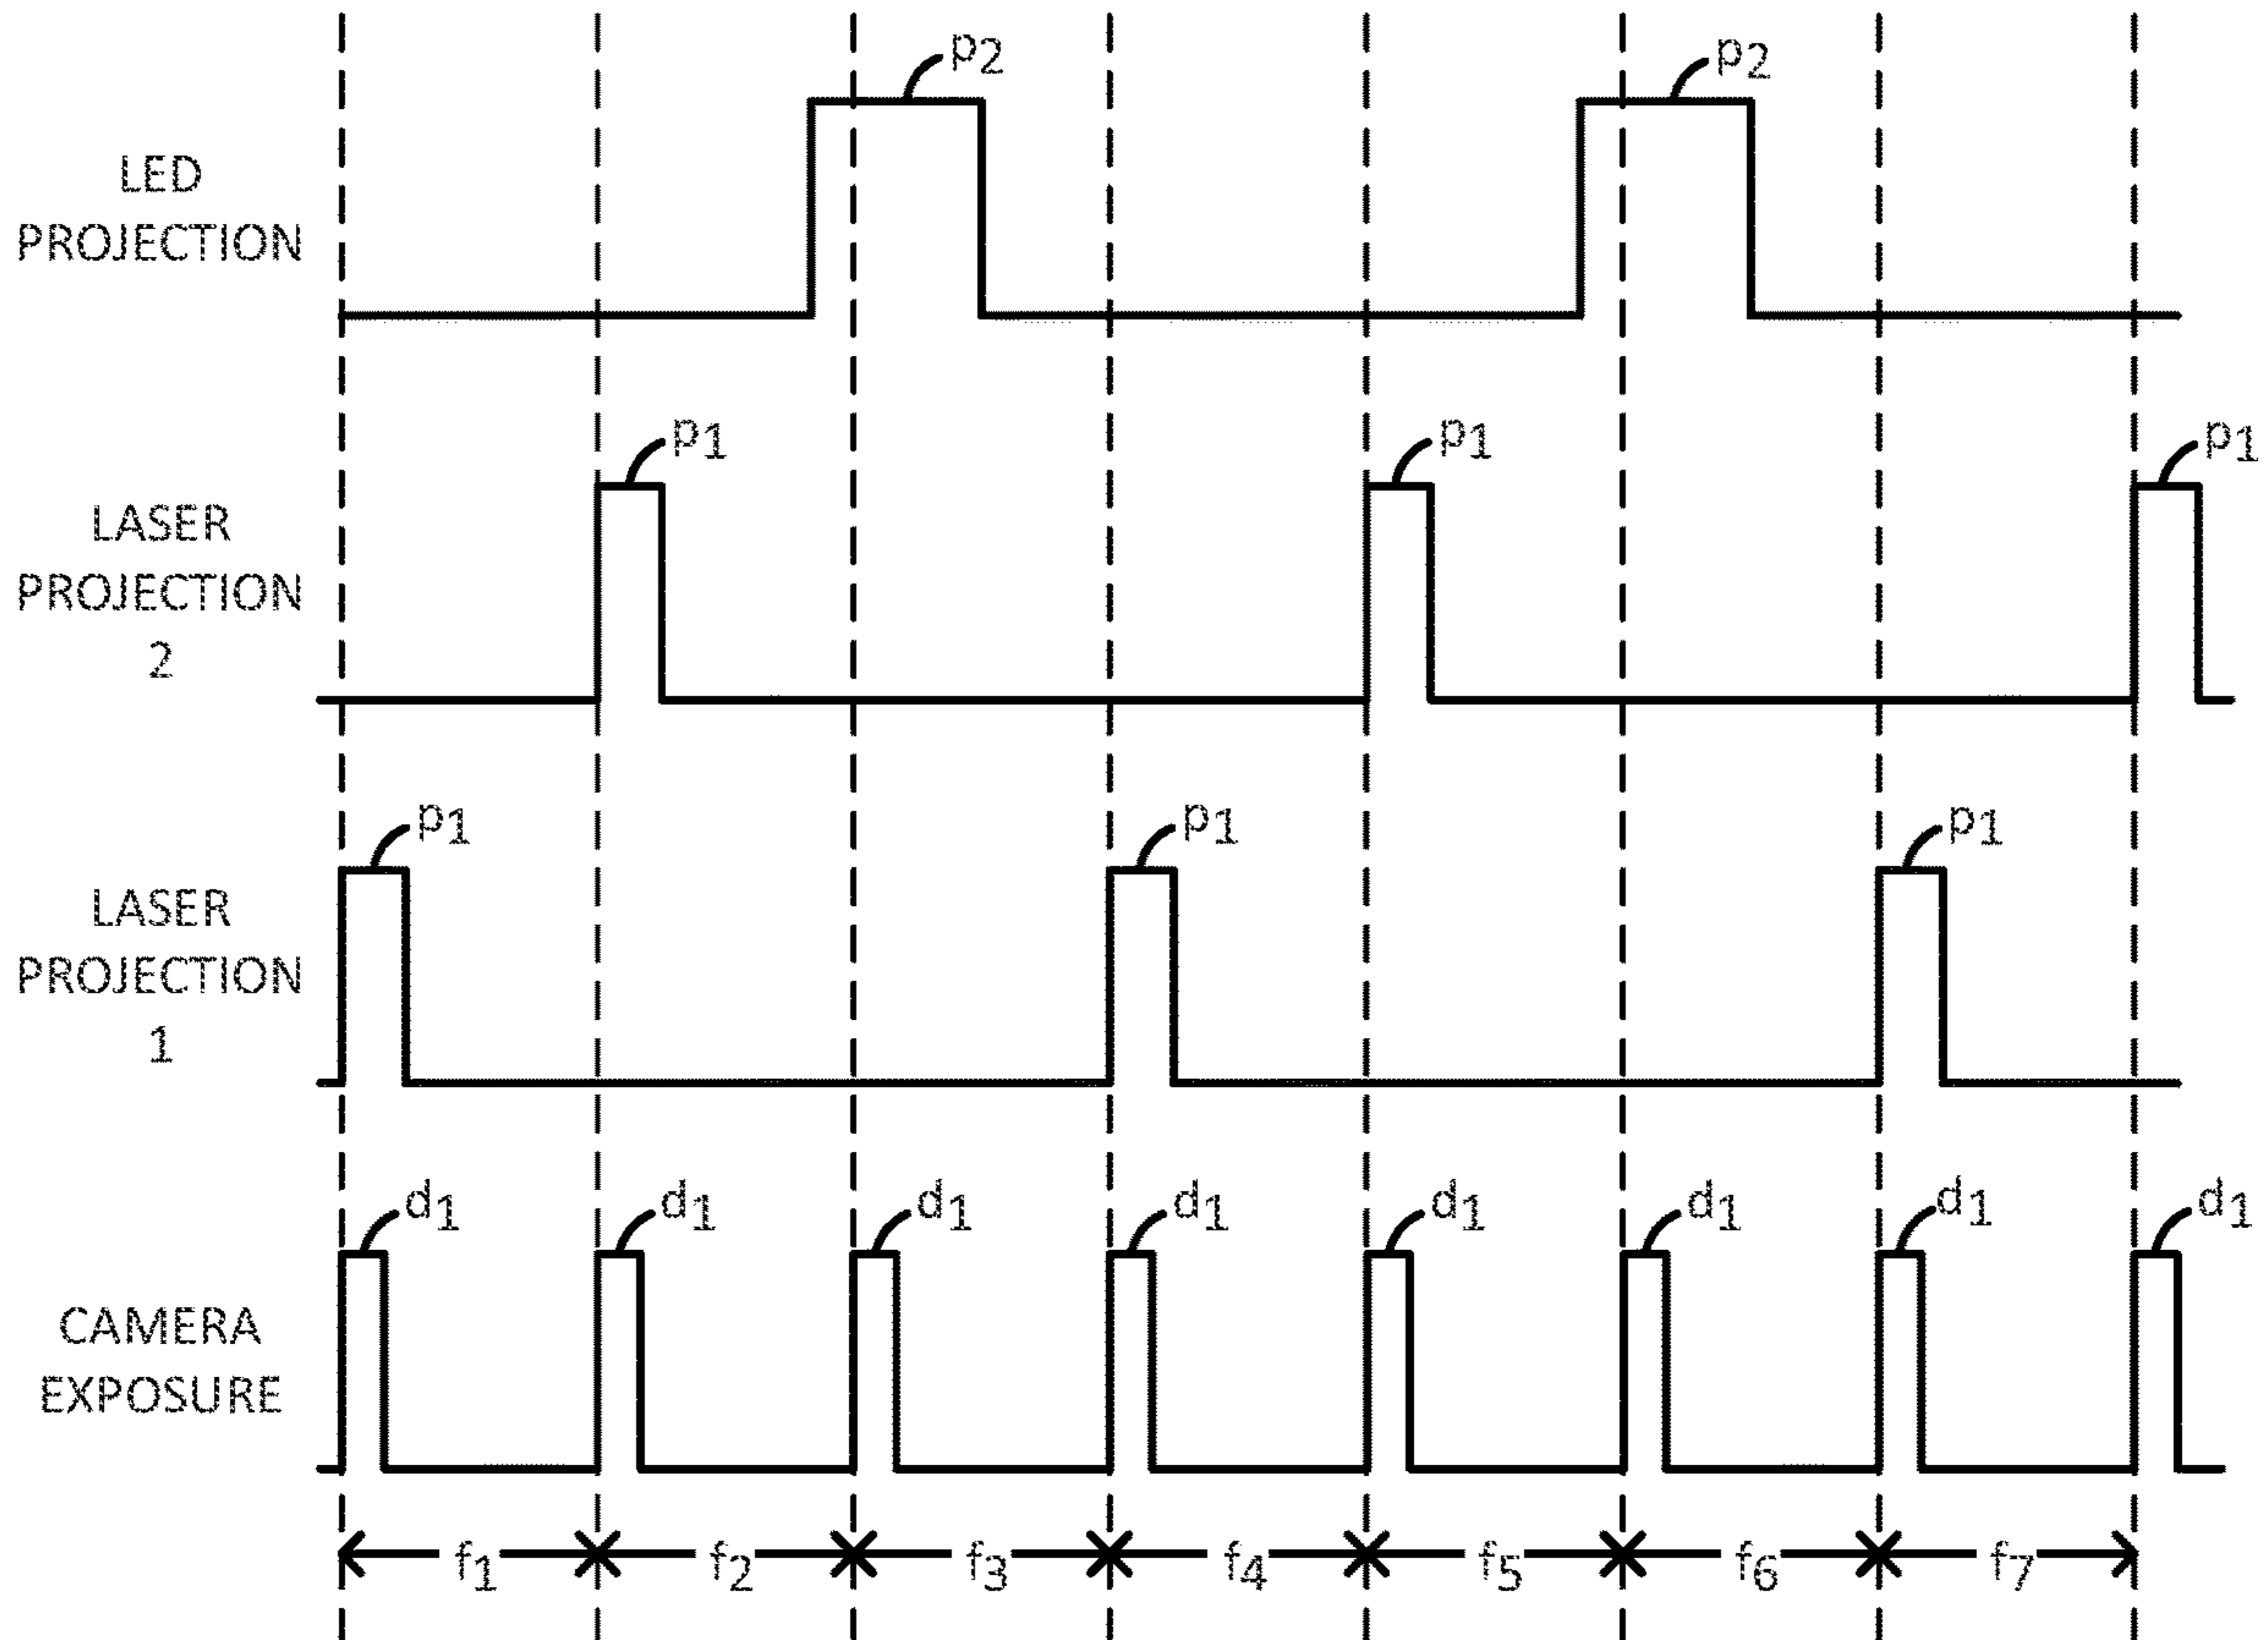 p2 p2
LED
PROJECTION
p1 p1 p1
LASER
PROJECTION
2
p1 p1 p1
LASER
PROJECTION
1
d1 d1 d1 d1 d1 d1 d1 d1
CAMERA
EXPOSURE
f1 f2 f3 f4 f5 f6 f7